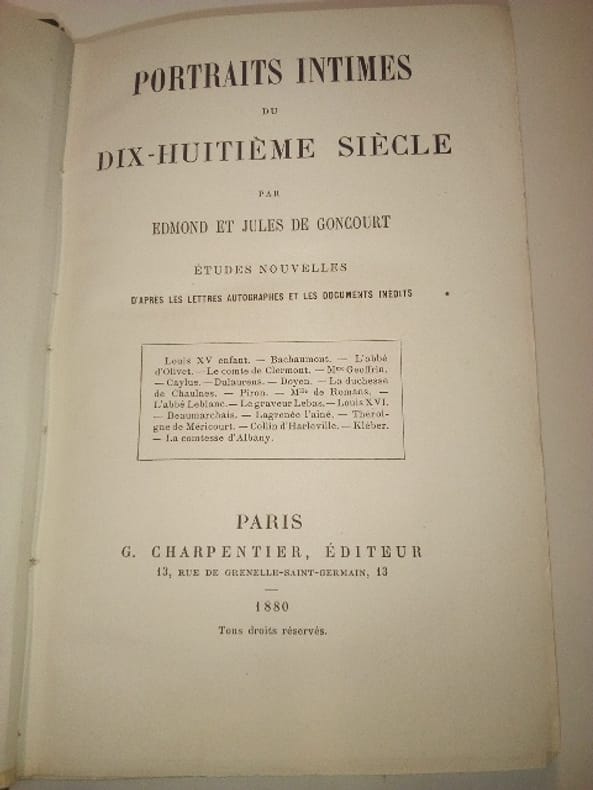 PORTRAITS INTIMES
DU
DIX-HUITIÈME SIÈCLE
PAR
EDMOND ET JULES DE GONCOURT
ÉTUDES NOUVELLES
D'APRÈS LES LETTRES AUTOGRAPHES ET LES DOCUMENTS INÉDITS
Louis XV enfant. — Bachaumont. — L'abbé
d'Olivet. — Le comte de Clermont. — Mme Geoffrin.
— Caylus. — Dulaurens. — Doyen. — La duchesse
de Chaulnes. — Piron. — Mlle de Romans. —
L'abbé Leblanc. — Le graveur Lebas. — Louis XVI.
— Beaumarchais. — Lagrenée l'aîné. — Théroi-
gne de Méricourt. — Collin d'Harleville. — Kléber.
— La comtesse d'Albany.
PARIS
G. CHARPENTIER, ÉDITEUR
13, RUE DE GRENELLE-SAINT-GERMAIN, 13
—
1880
Tous droits réservés.